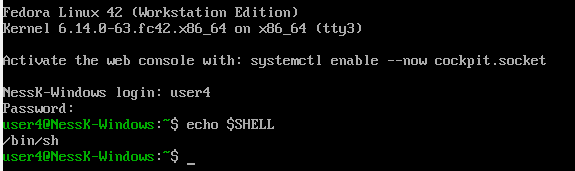 Fedora Linux 42 (Workstation Edition)
Kernel 6.14.0-63.fc42.x86_64 on x86_64 (tty3)
Activate the web console with: systemctl enable --now cockpit.socket
NessK-Windows login: user4
Password:
user4@NessK-Windows:~$ echo $SHELL
/bin/sh
user4@NessK-Windows:~$ _